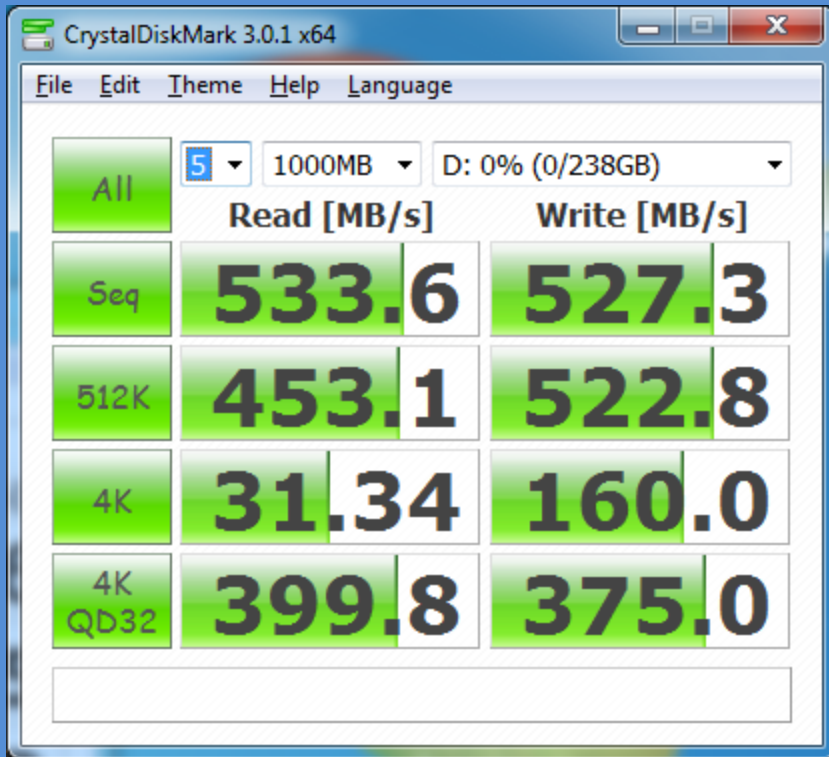 CrystalDiskMark 3.0.1 x64
File Edit Theme Help Language
All 5 1000MB D: 0% (0/238GB)
Read [MB/s] Write [MB/s]
Seq 533.6 527.3
512K 453.1 522.8
4K 31.34 160.0
4K
QD32 399.8 375.0